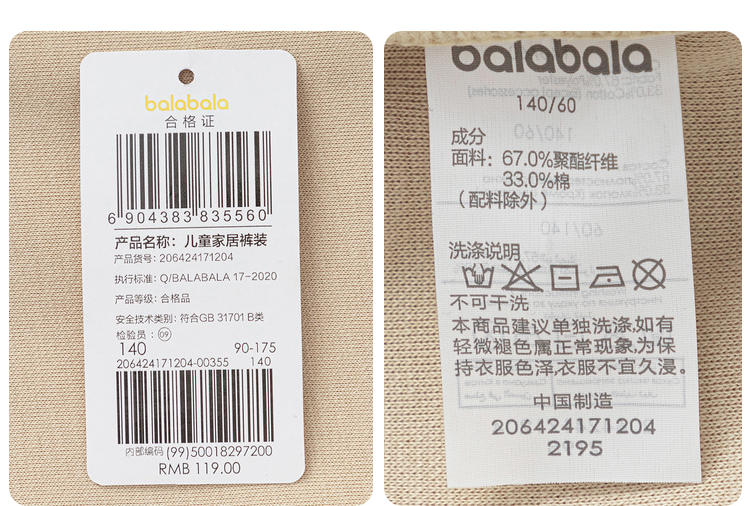 balabala
合格证
6 904383 835560
产品名称：儿童家居裤装
产品货号：206424171204
执行标准：Q/BALABALA 17-2020
产品等级：合格品
安全技术类别：符合GB 31701 B类
检验员：09
140 90-175
206424171204-00355 140
内部编码 (99)50018297200
RMB 119.00
balabala
140/60
成分
面料：67.0%聚酯纤维
33.0%棉
（配料除外）
洗涤说明
不可干洗
本商品建议单独洗涤,如有
轻微褪色属正常现象,为保
持衣服色泽,衣服不宜久浸。
中国制造
206424171204
2195